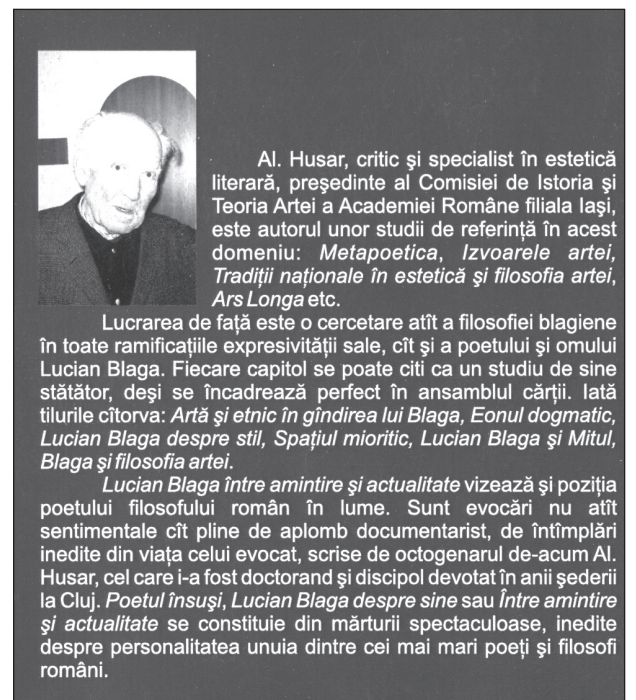 Al. Husar, critic şi specialist în estetică
literară, preşedinte al Comisiei de Istoria şi
Teoria Artei a Academiei Române filiala Iaşi,
este autorul unor studii de referinţă în acest
domeniu: Metapoetica, Izvoarele artei,
Tradiţii naţionale în estetică şi filosofia artei,
Ars Longa etc.
Lucrarea de faţă este o cercetare atît a filosofiei blagiene
în toate ramificaţiile expresivităţii sale, cît şi a poetului şi omului
Lucian Blaga. Fiecare capitol se poate citi ca un studiu de sine
stătător, deşi se încadrează perfect în ansamblul cărţii. Iată
tilurile cîtorva: Artă şi etnic în gîndirea lui Blaga, Eonul dogmatic,
Lucian Blaga despre stil, Spaţiul mioritic, Lucian Blaga şi Mitul,
Blaga şi filosofia artei.
Lucian Blaga între amintire şi actualitate vizează şi poziţia
poetului filosofului român în lume. Sunt evocări nu atît
sentimentale cît pline de aplomb documentarist, de întîmplări
inedite din viaţa celui evocat, scrise de octogenarul de-acum Al.
Husar, cel care i-a fost doctorand şi discipol devotat în anii şederii
la Cluj. Poetul însuşi, Lucian Blaga despre sine sau Între amintire
şi actualitate se constituie din mărturii spectaculoase, inedite
despre personalitatea unuia dintre cei mai mari poeţi şi filosofi
români.